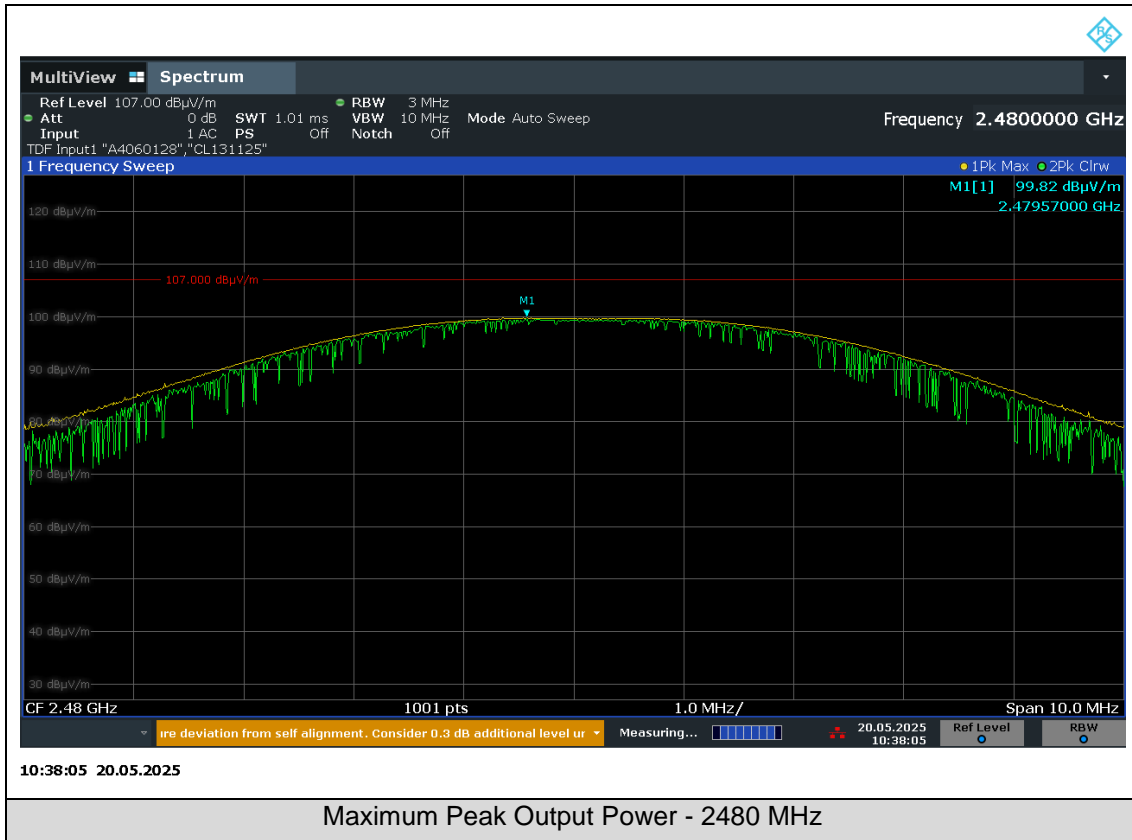 R&S
MultiView Spectrum
Ref Level 107.00 dBµV/m RBW 3 MHz
Att 0 dB SWT 1.01 ms VBW 10 MHz Mode Auto Sweep Frequency 2.4800000 GHz
Input 1 AC PS Off Notch Off
TDF Input1 "A4060128","CL131125"
1 Frequency Sweep 1Pk Max 2Pk Clrw
M1[1] 99.82 dBµV/m
2.47957000 GHz
120 dBµV/m
110 dBµV/m
107.000 dBµV/m
M1
100 dBµV/m
90 dBµV/m
80 dBµV/m
70 dBµV/m
60 dBµV/m
50 dBµV/m
40 dBµV/m
30 dBµV/m
CF 2.48 GHz 1001 pts 1.0 MHz/ Span 10.0 MHz
ure deviation from self alignment. Consider 0.3 dB additional level ur Measuring... 20.05.2025 Ref Level RBW
10:38:05
10:38:05 20.05.2025
Maximum Peak Output Power - 2480 MHz